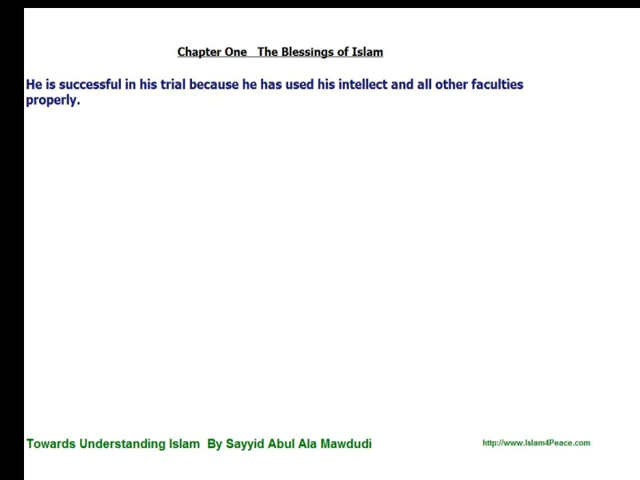 Chapter One   The Blessings of Islam
He is successful in his trial because he has used his intellect and all other faculties
properly.
Towards Understanding Islam  By Sayyid Abul Ala Mawdudi
http://www.Islam4Peace.com